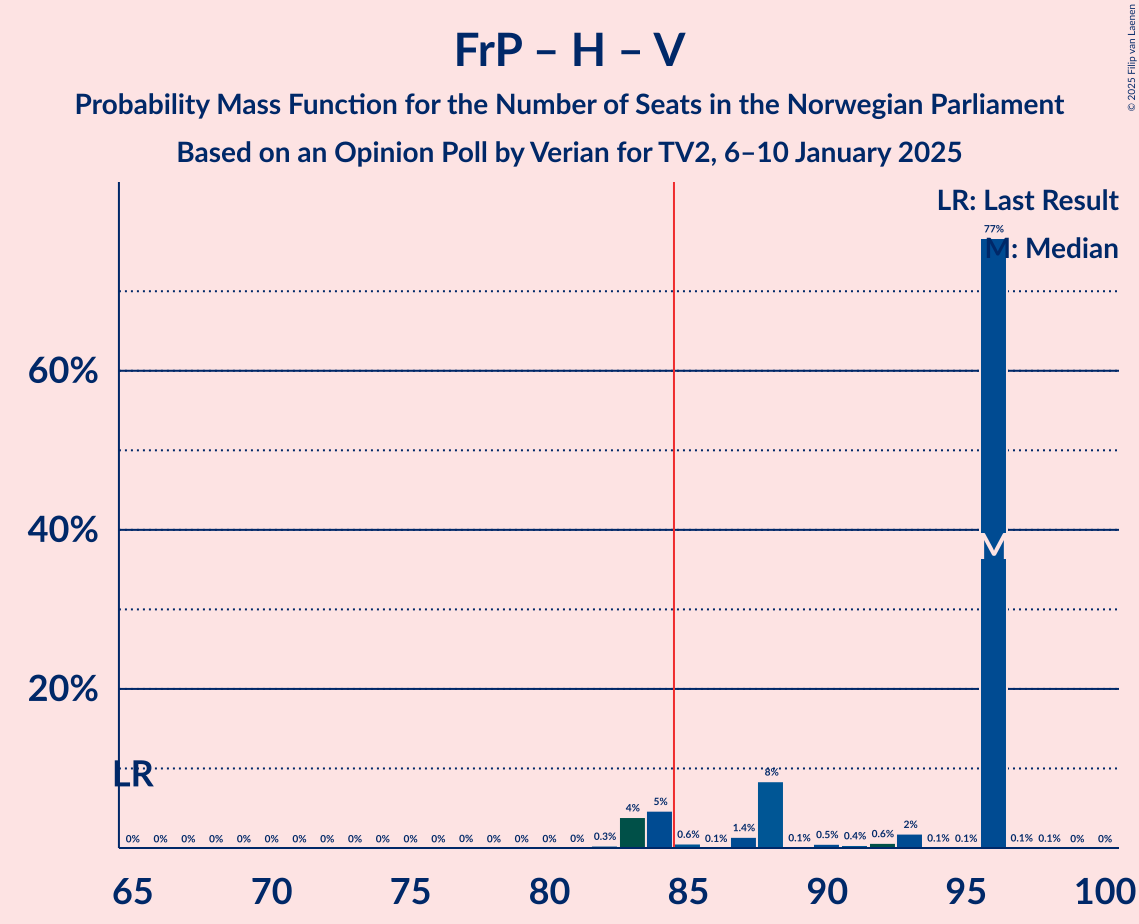 FrP – H – V
Probability Mass Function for the Number of Seats in the Norwegian Parliament
Based on an Opinion Poll by Verian for TV2, 6–10 January 2025
© 2025 Filip van Laenen
LR: Last Result
M: Median
77%
60%
40%
M
20%
LR
0% 0% 0% 0% 0% 0% 0% 0% 0% 0% 0% 0% 0% 0% 0% 0% 0% 0.3% 4% 5% 0.6% 0.1% 1.4% 8% 0.1% 0.5% 0.4% 0.6% 2% 0.1% 0.1% 0.1% 0.1% 0% 0%
65 70 75 80 85 90 95 100